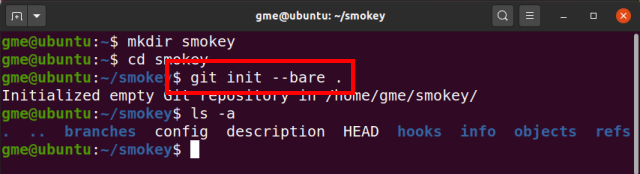 gme@ubuntu: ~/smokey
gme@ubuntu:~$ mkdir smokey
gme@ubuntu:~$ cd smokey
gme@ubuntu:~/smokey$ git init --bare .
Initialized empty Git repository in /home/gme/smokey/
gme@ubuntu:~/smokey$ ls -a
. .. branches config description HEAD hooks info objects refs
gme@ubuntu:~/smokey$